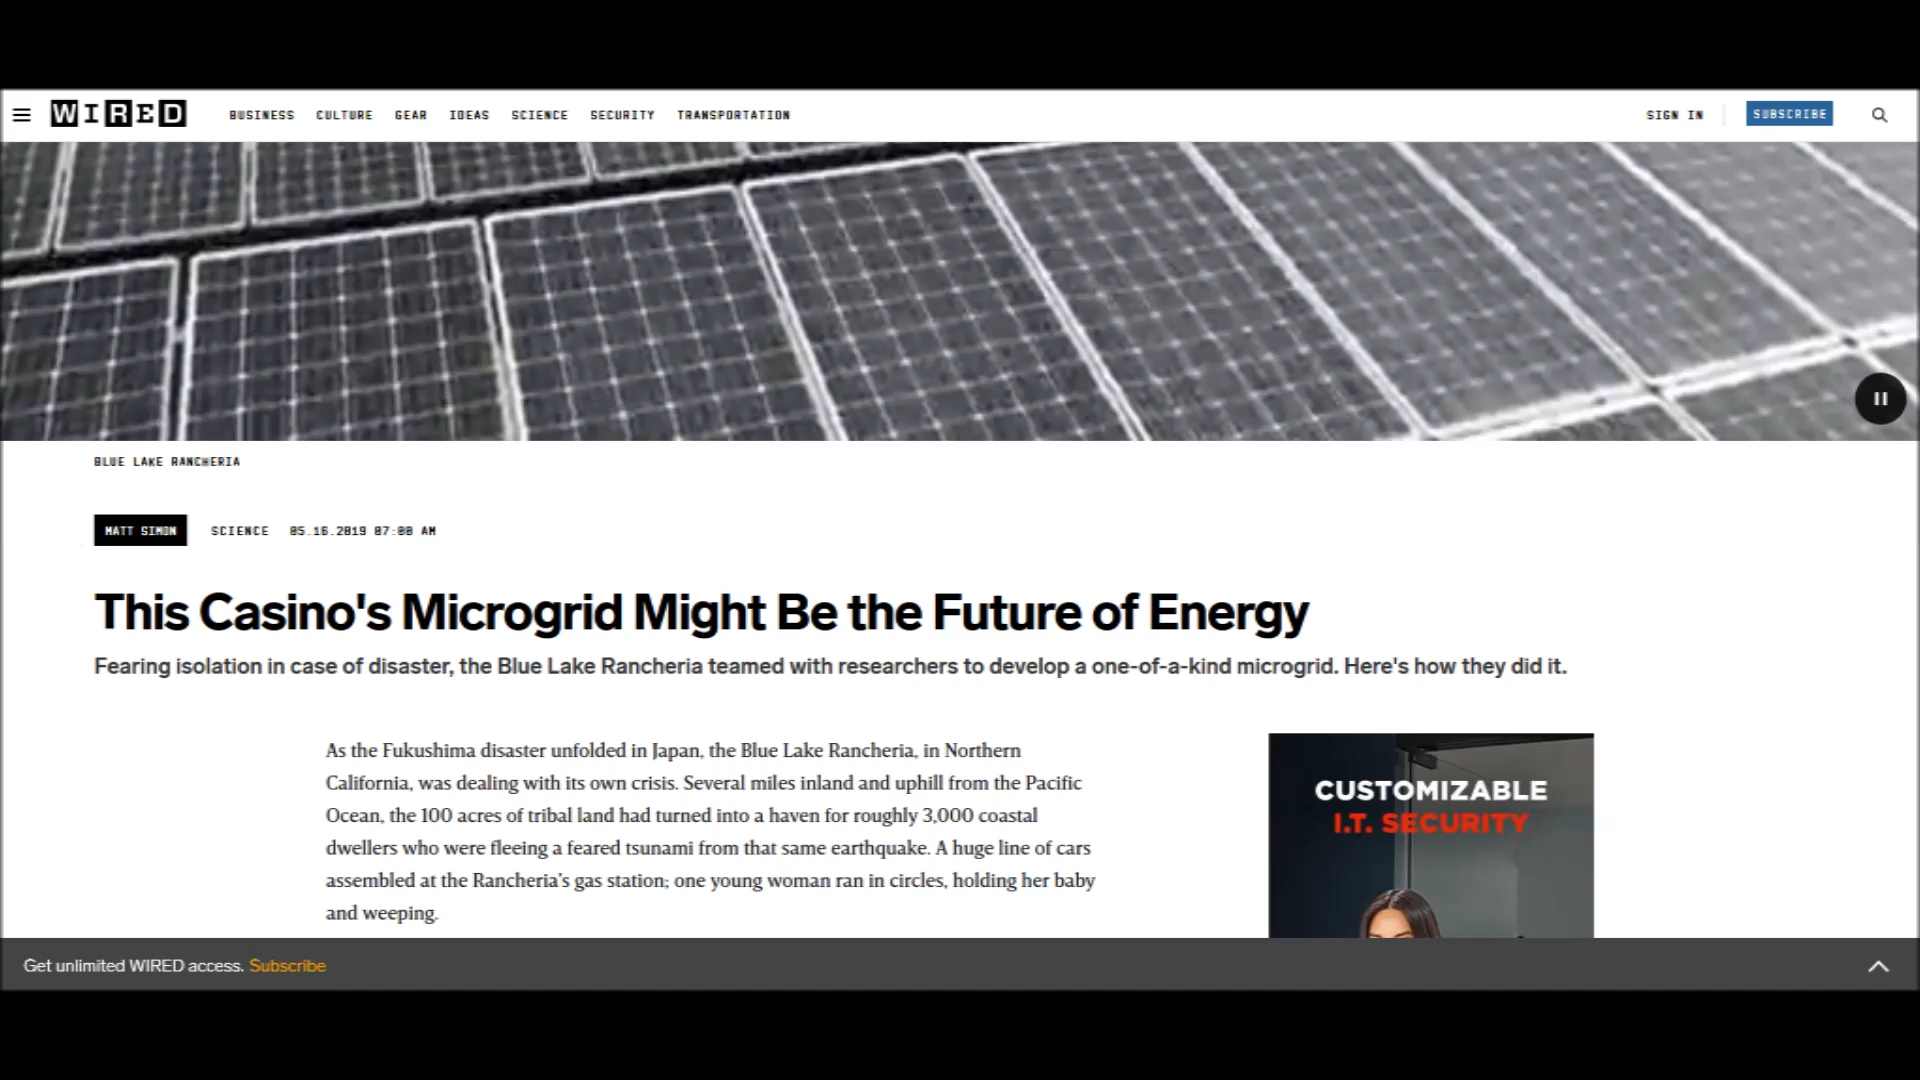 WIRED BUSINESS CULTURE GEAR IDEAS SCIENCE SECURITY TRANSPORTATION SIGN IN SUBSCRIBE
BLUE LAKE RANCHERIA
MATT SIMON SCIENCE 05.16.2019 07:00 AM
This Casino's Microgrid Might Be the Future of Energy
Fearing isolation in case of disaster, the Blue Lake Rancheria teamed with researchers to develop a one-of-a-kind microgrid. Here's how they did it.
As the Fukushima disaster unfolded in Japan, the Blue Lake Rancheria, in Northern
California, was dealing with its own crisis. Several miles inland and uphill from the Pacific
Ocean, the 100 acres of tribal land had turned into a haven for roughly 3,000 coastal
dwellers who were fleeing a feared tsunami from that same earthquake. A huge line of cars
assembled at the Rancheria's gas station; one young woman ran in circles, holding her baby
and weeping.
CUSTOMIZABLE
I.T. SECURITY
Get unlimited WIRED access. Subscribe